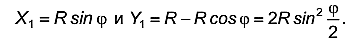 X₁ = R sin φ и Y₁ = R – R cos φ = 2R sin² φ/2.